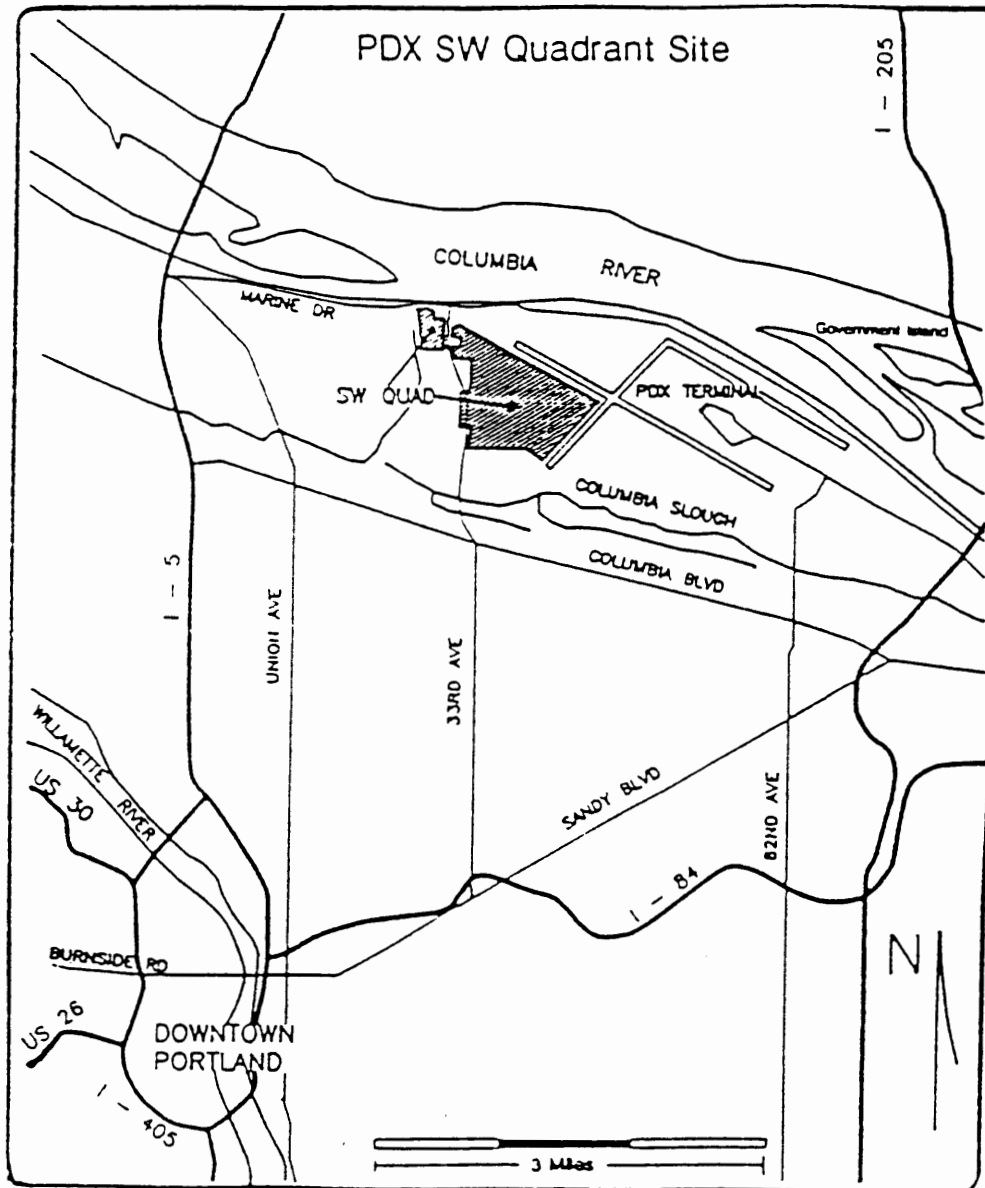 PDX SW Quadrant Site
I - 205
COLUMBIA RIVER
MARINE DR
Government Island
SW QUAD
PDX TERMINAL
COLUMBIA SLOUGH
COLUMBIA BLVD
I - 5
UNION AVE
33RD AVE
WILLAMETTE RIVER
US 30
SANDY BLVD
82ND AVE
I - 84
BURNSIDE RD
N
US 26
DOWNTOWN
PORTLAND
I - 405
3 Miles